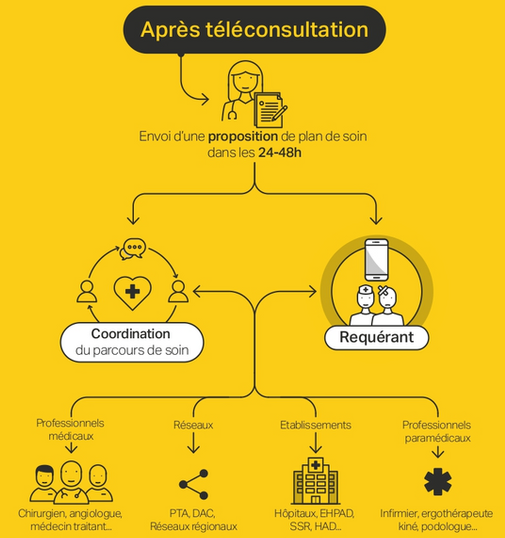 Après téléconsultation
Envoi d'une proposition de plan de soin
dans les 24-48h
Coordination
du parcours de soin
Requérant
Professionnels
médicaux
Réseaux
Etablissements
Professionnels
paramédicaux
Chirurgien, angiologue,
médecin traitant...
PTA, DAC,
Réseaux régionaux
Hôpitaux, EHPAD,
SSR, HAD...
Infirmier, ergothérapeute
kiné, podologue...